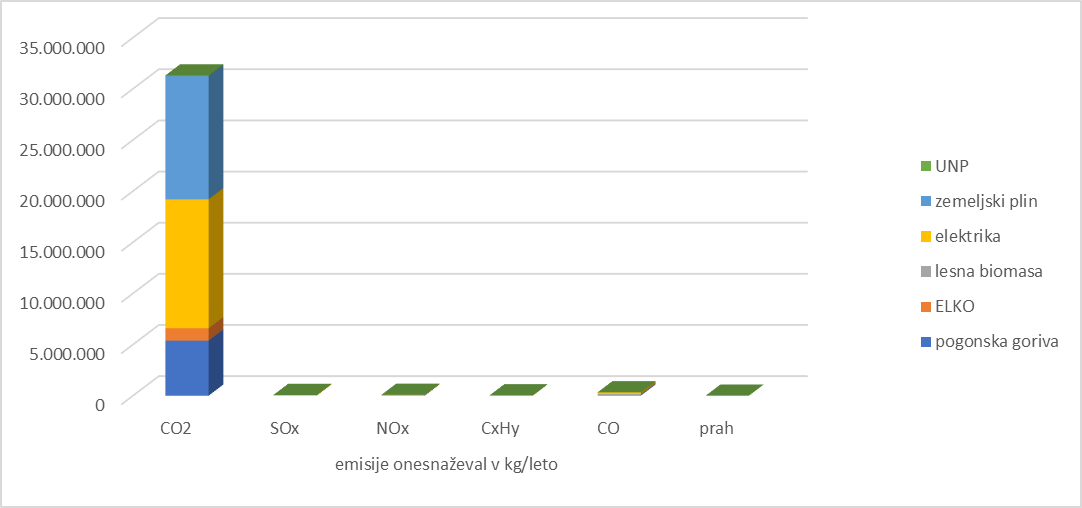 35.000.000
30.000.000
25.000.000
20.000.000
15.000.000
10.000.000
5.000.000
0
CO2 SOx NOx CxHy CO prah
emisije onesnaževal v kg/leto
UNP
zemeljski plin
elektrika
lesna biomasa
ELKO
pogonska goriva